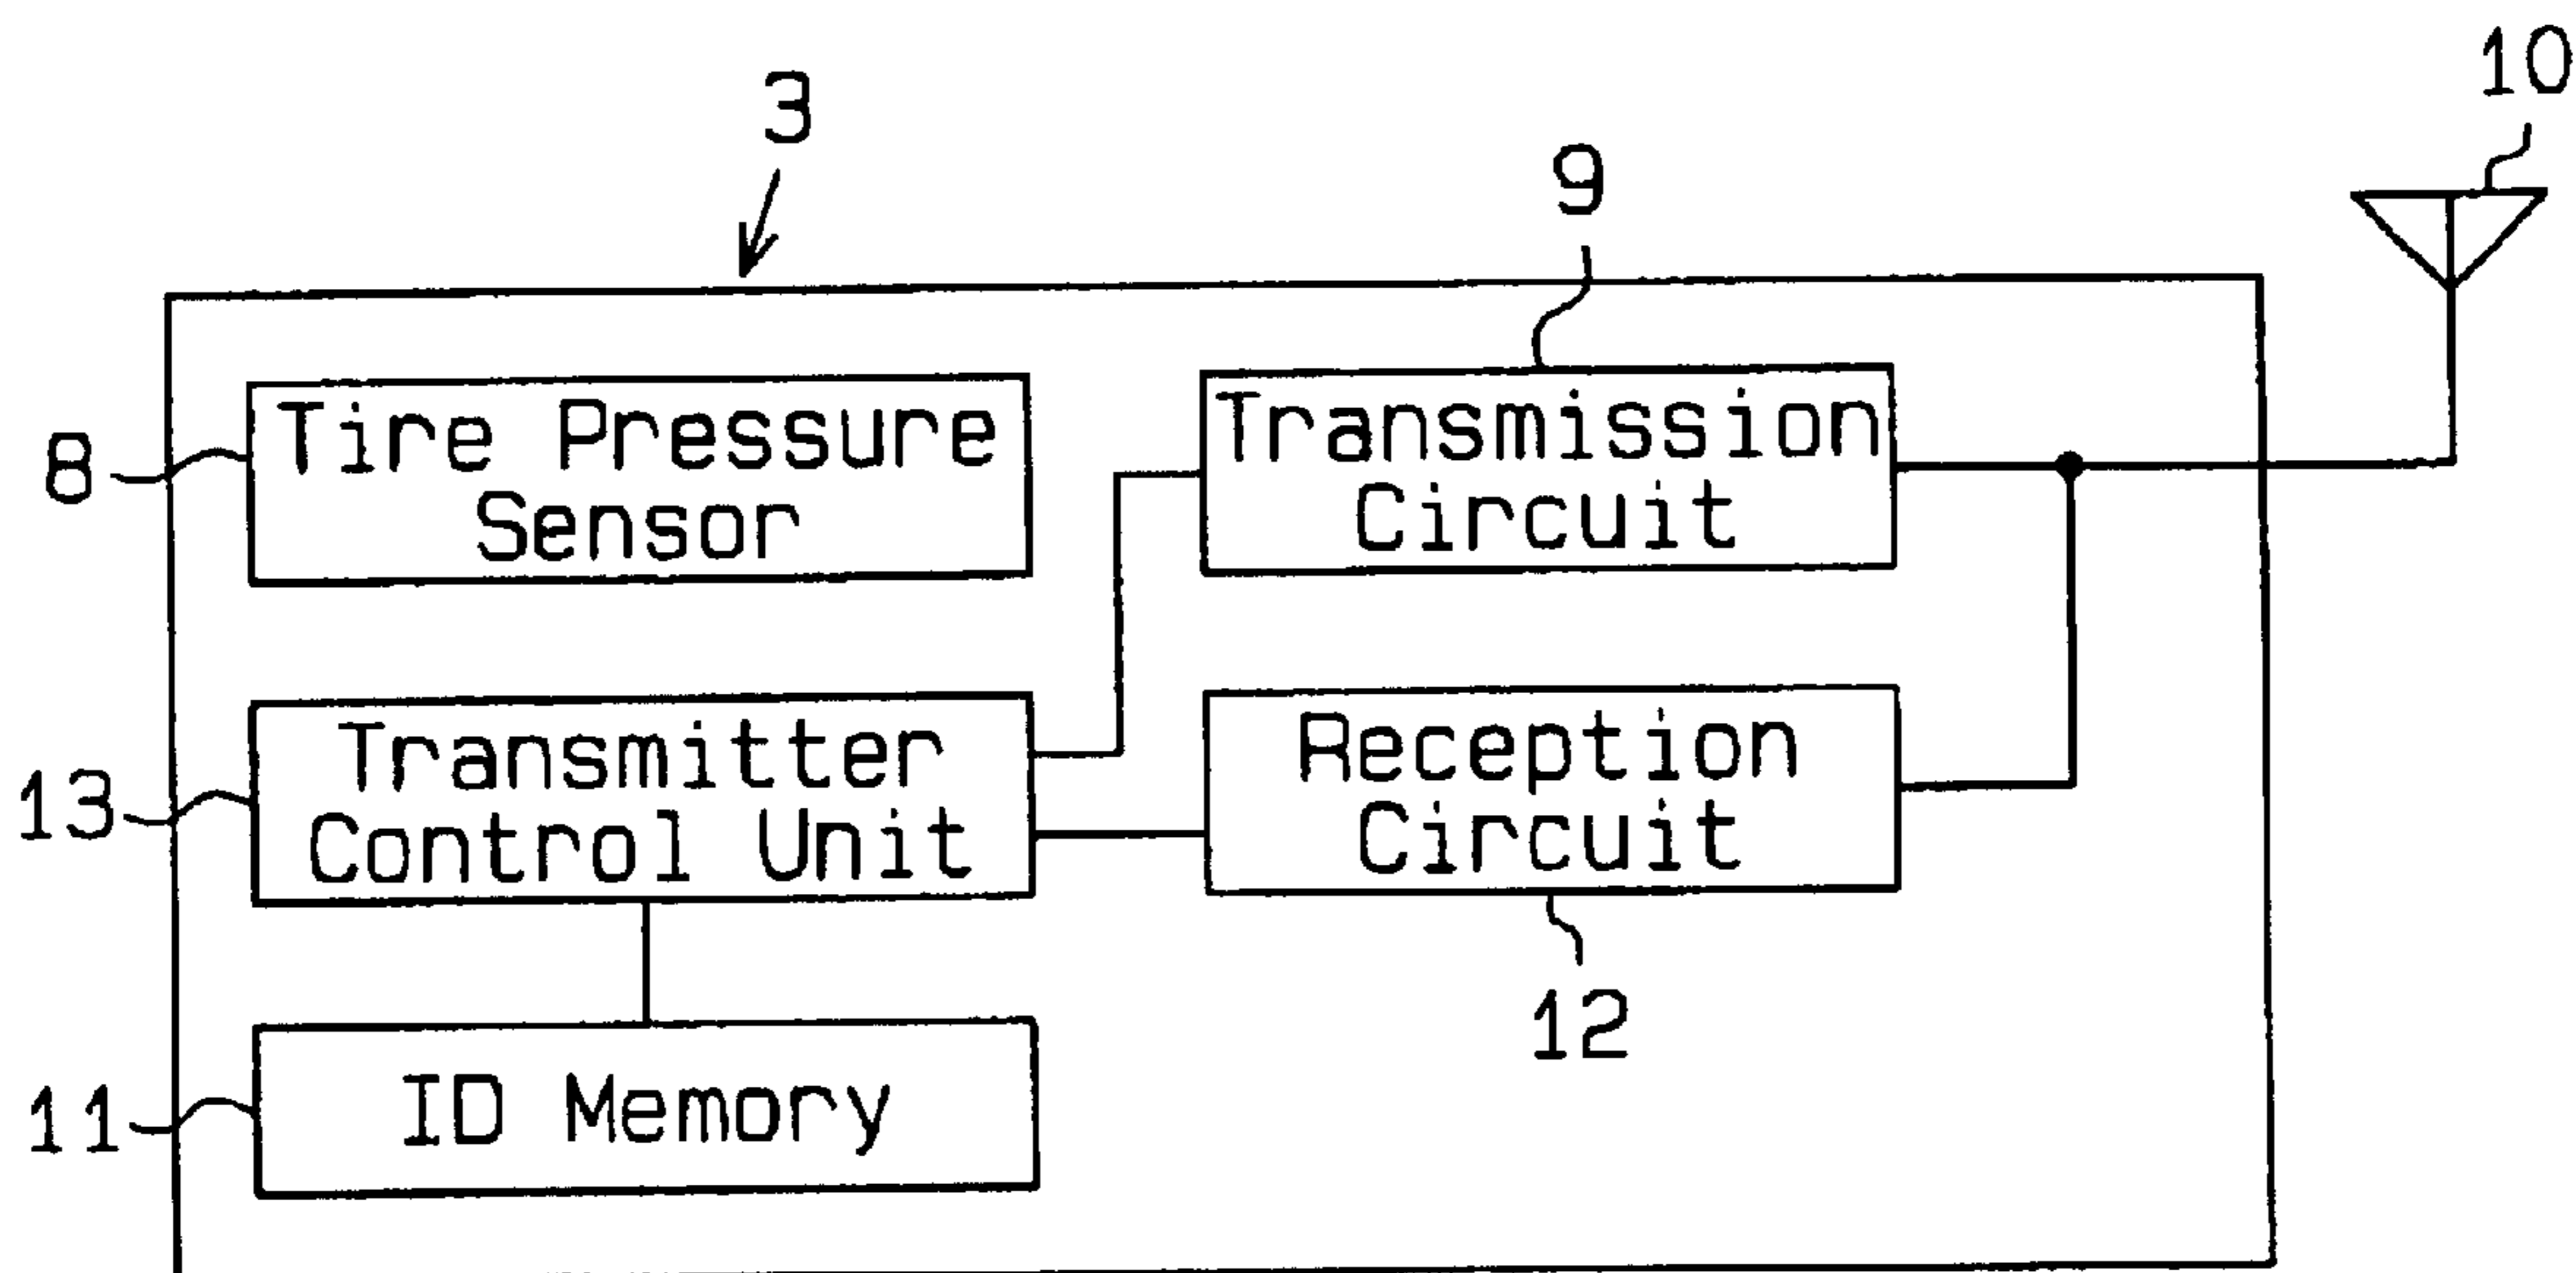 10
3
9
8
Tire Pressure
Sensor
Transmission
Circuit
13
Transmitter
Control Unit
Reception
Circuit
12
11
ID Memory